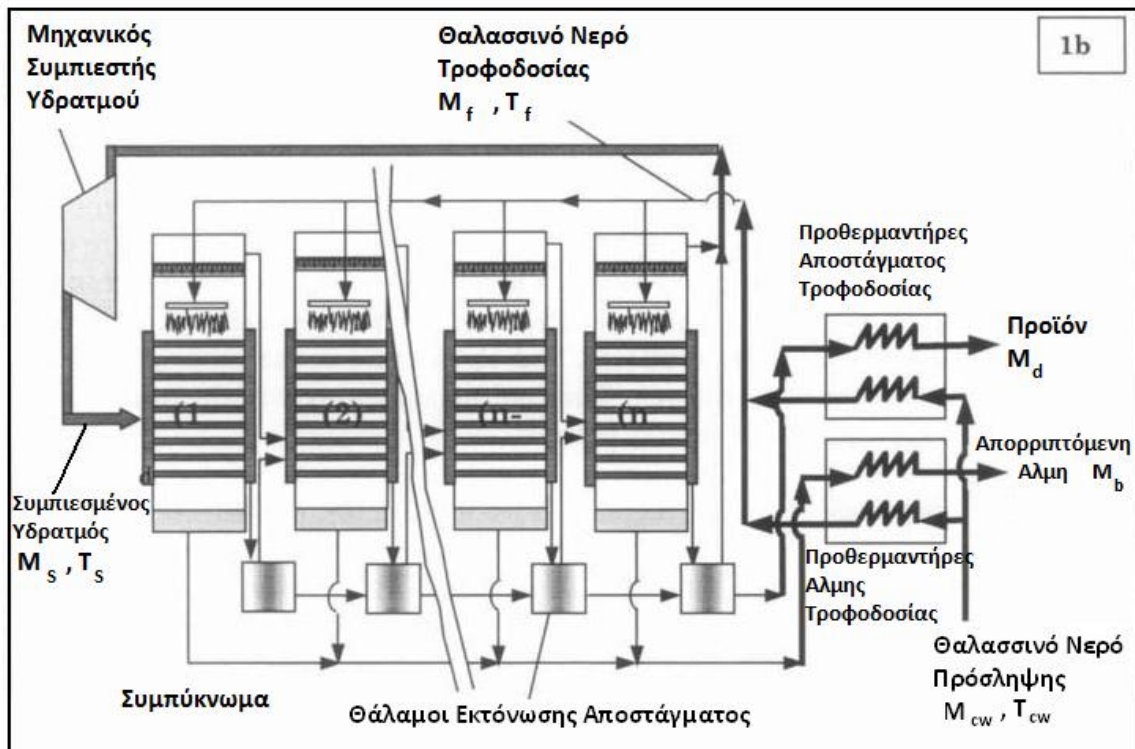 Μηχανικός
Συμπιεστής
Υδρατμού
Θαλασσινό Νερό
Τροφοδοσίας
M f , T f
1b
Προθερμαντήρες
Αποστάγματος
Τροφοδοσίας
Προϊόν
M d
(1
(2)
(n-
(n
d
Απορριπτόμενη
Αλμη M b
Συμπιεσμένος
Υδρατμός
M s , T s
Προθερμαντήρες
Αλμης
Τροφοδοσίας
Θαλασσινό Νερό
Πρόσληψης
M cw , T cw
Συμπύκνωμα
Θάλαμοι Εκτόνωσης Αποστάγματος